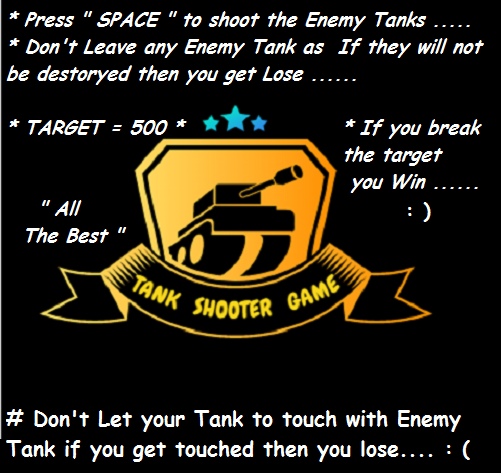 * Press " SPACE " to shoot the Enemy Tanks .....
* Don't Leave any Enemy Tank as  If they will not
be destoryed then you get Lose ......
* TARGET = 500 *
* If you break
the target
you Win ......
: )
" All
The Best "
TANK SHOOTER GAME
# Don't Let your Tank to touch with Enemy
Tank if you get touched then you lose.... : (